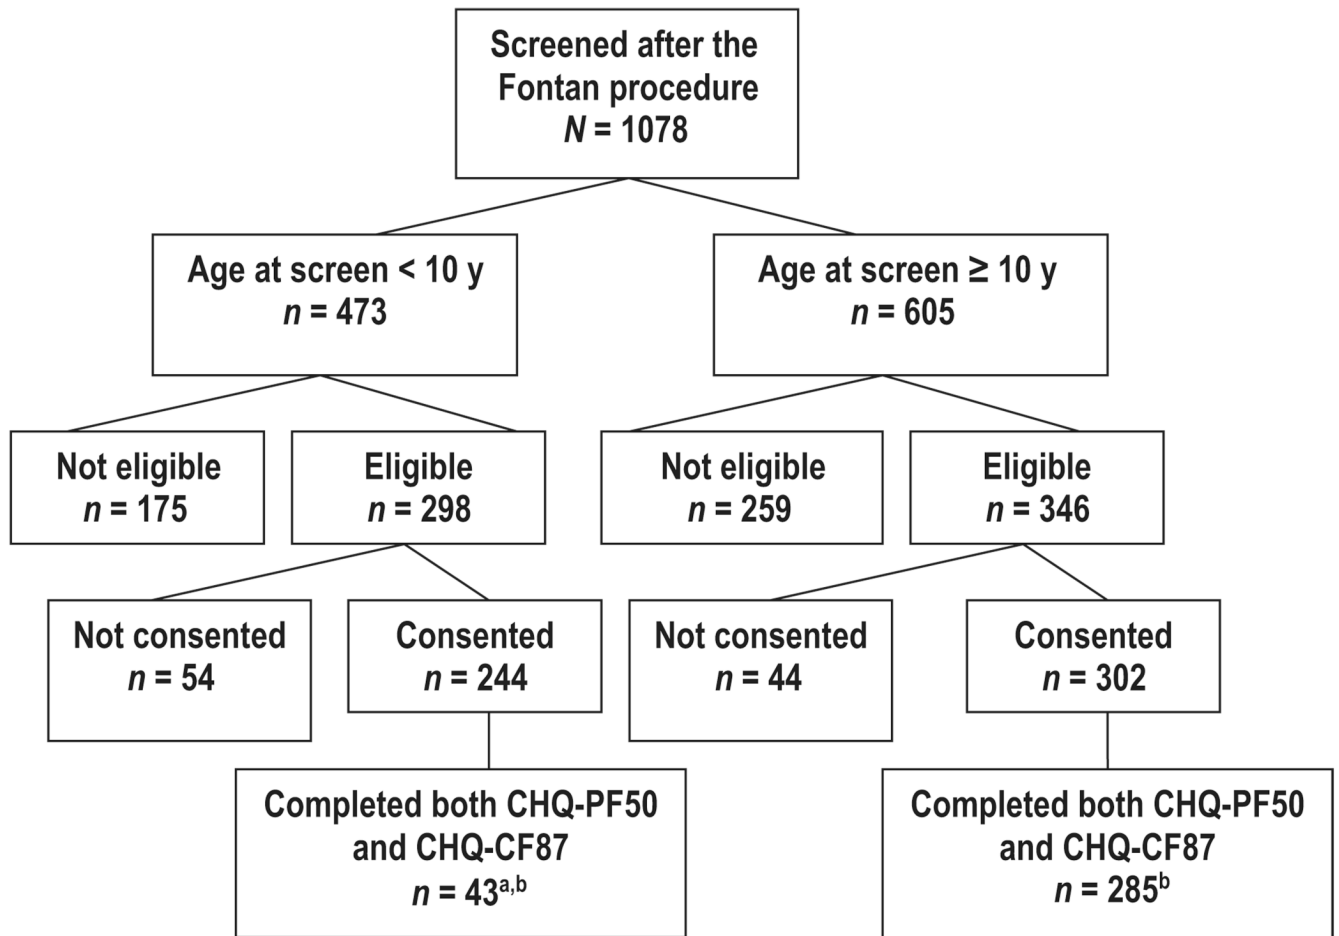 Screened after the
Fontan procedure
N = 1078
Age at screen < 10 y
n = 473
Age at screen ≥ 10 y
n = 605
Not eligible
n = 175
Eligible
n = 298
Not eligible
n = 259
Eligible
n = 346
Not consented
n = 54
Consented
n = 244
Not consented
n = 44
Consented
n = 302
Completed both CHQ-PF50
and CHQ-CF87
n = 43a,b
Completed both CHQ-PF50
and CHQ-CF87
n = 285b